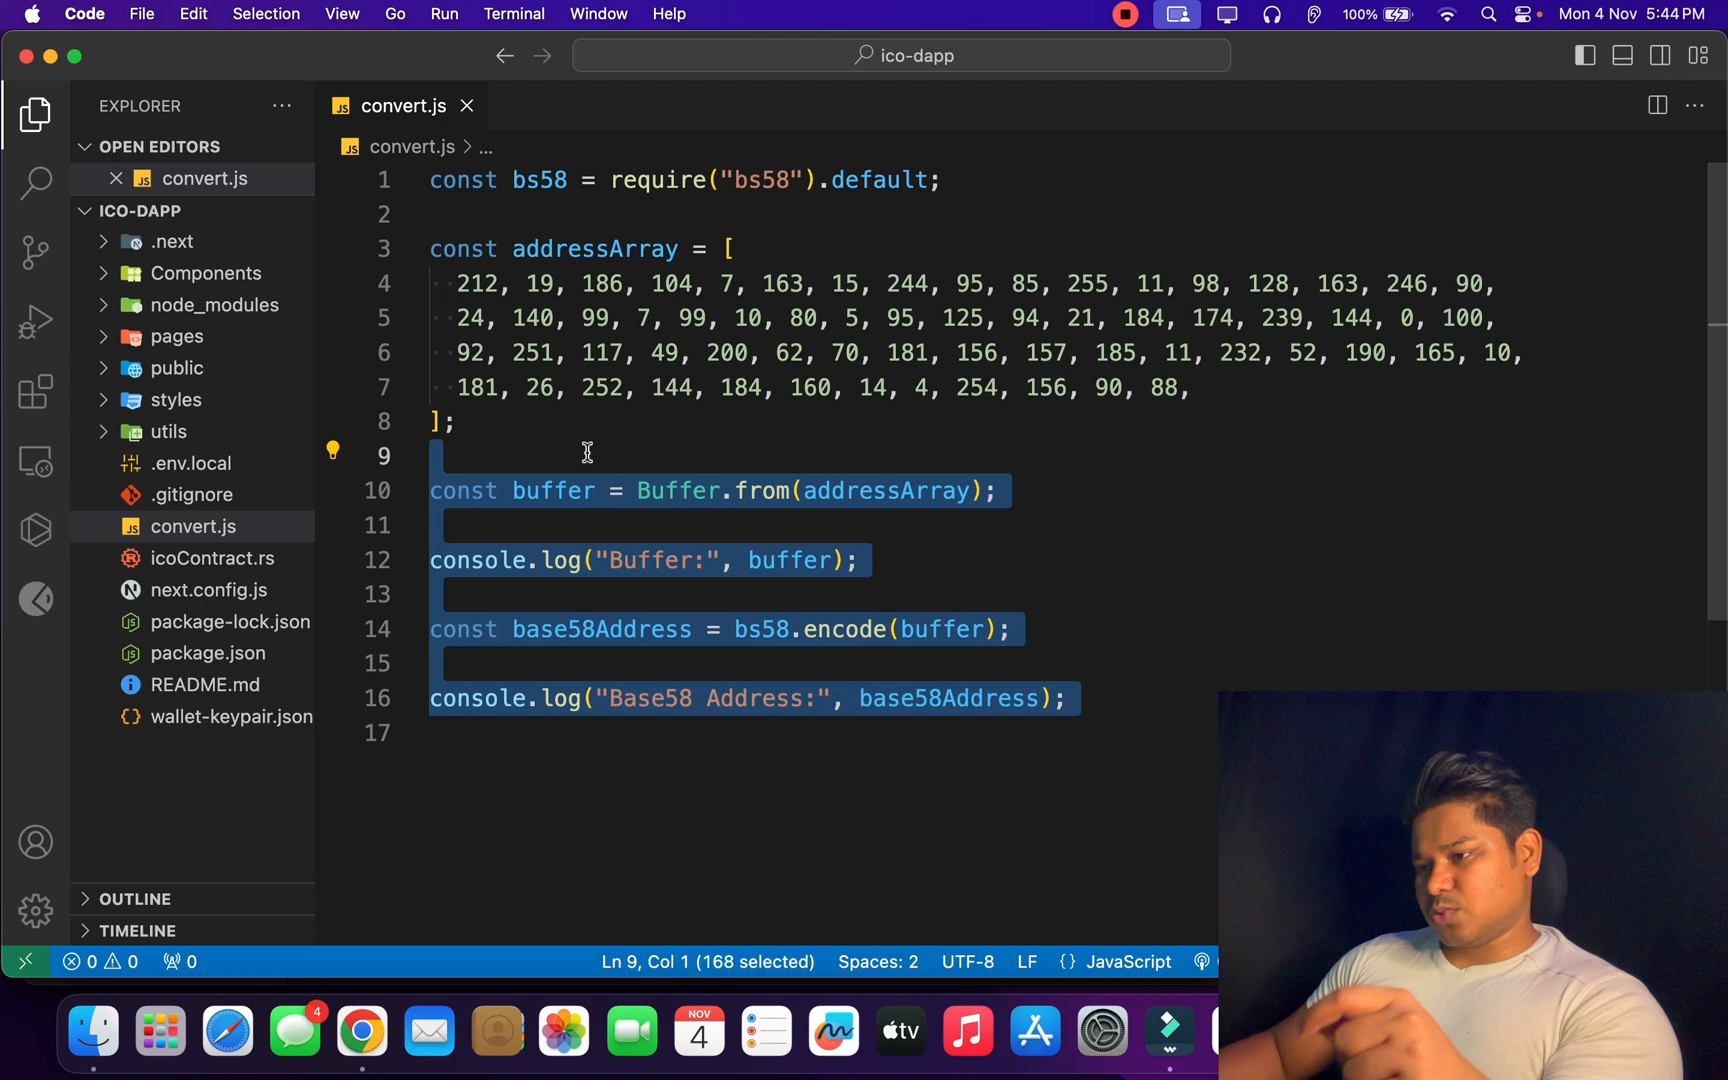 Code File Edit Selection View Go Run Terminal Window Help 100% Mon 4 Nov 5:44 PM
ico-dapp
EXPLORER
OPEN EDITORS
convert.js
ICO-DAPP
.next
Components
node_modules
pages
public
styles
utils
.env.local
.gitignore
convert.js
icoContract.rs
next.config.js
package-lock.json
package.json
README.md
wallet-keypair.json
OUTLINE
TIMELINE
convert.js
convert.js > ...
1 const bs58 = require("bs58").default;
2
3 const addressArray = [
4 212, 19, 186, 104, 7, 163, 15, 244, 95, 85, 255, 11, 98, 128, 163, 246, 90,
5 24, 140, 99, 7, 99, 10, 80, 5, 95, 125, 94, 21, 184, 174, 239, 144, 0, 100,
6 92, 251, 117, 49, 200, 62, 70, 181, 156, 157, 185, 11, 232, 52, 190, 165, 10,
7 181, 26, 252, 144, 184, 160, 14, 4, 254, 156, 90, 88,
8 ];
9
10 const buffer = Buffer.from(addressArray);
11
12 console.log("Buffer:", buffer);
13
14 const base58Address = bs58.encode(buffer);
15
16 console.log("Base58 Address:", base58Address);
17
0 0 0 Ln 9, Col 1 (168 selected) Spaces: 2 UTF-8 LF {} JavaScript
4
NOV
4
tv